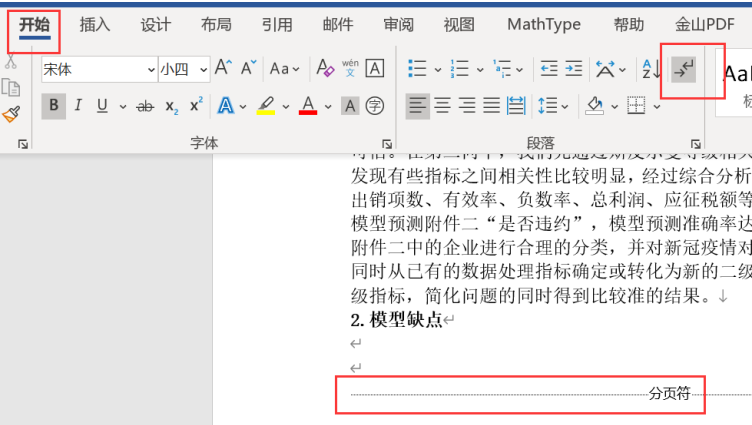 开始 插入 设计 布局 引用 邮件 审阅 视图 MathType 帮助 金山PDF
宋体 小四 A A Aa A wén 文 A
B I U ab x₂ x² A A A 字
字体 段落
发现有些指标之间相关性比较明显，经过综合分析
出销项数、有效率、负数率、总利润、应征税额等
模型预测附件二“是否违约”，模型预测准确率达
附件二中的企业进行合理的分类，并对新冠疫情对
同时从已有的数据处理指标确定或转化为新的二级
级指标，简化问题的同时得到比较准的结果。↓
2.模型缺点↵
↵
↵
分页符